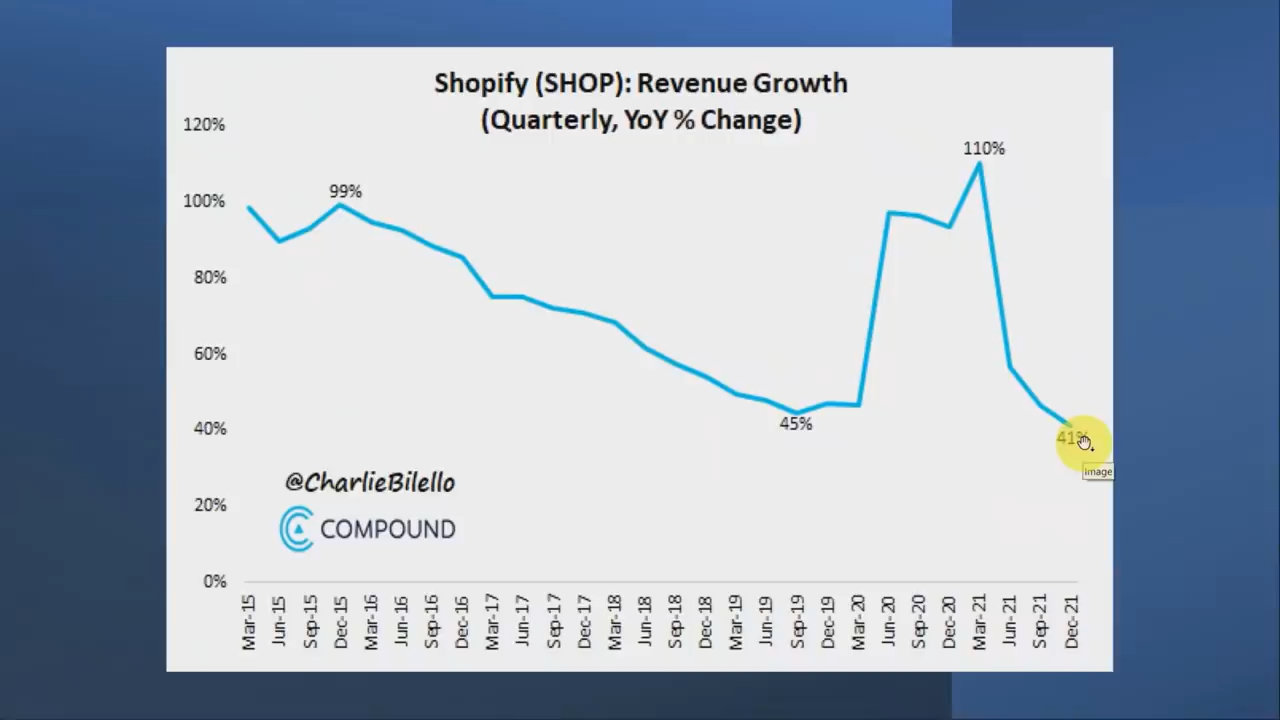 Shopify (SHOP): Revenue Growth
(Quarterly, YoY % Change)
120%
100%
80%
60%
40%
20%
0%
99%
45%
110%
41%
@CharlieBilello
COMPOUND
image
Mar-15
Jun-15
Sep-15
Dec-15
Mar-16
Jun-16
Sep-16
Dec-16
Mar-17
Jun-17
Sep-17
Dec-17
Mar-18
Jun-18
Sep-18
Dec-18
Mar-19
Jun-19
Sep-19
Dec-19
Mar-20
Jun-20
Sep-20
Dec-20
Mar-21
Jun-21
Sep-21
Dec-21